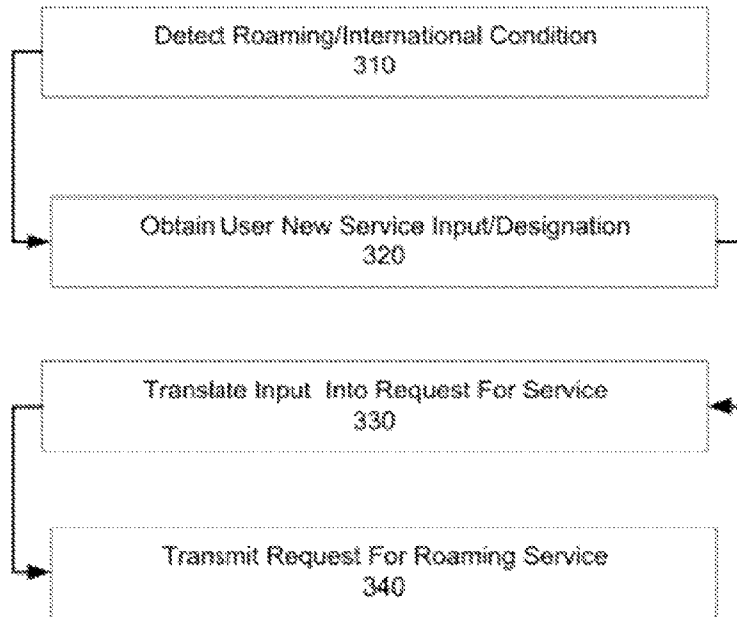 Detect Roaming/International Condition
310
Obtain User New Service Input/Designation
320
Translate Input Into Request For Service
330
Transmit Request For Roaming Service
340